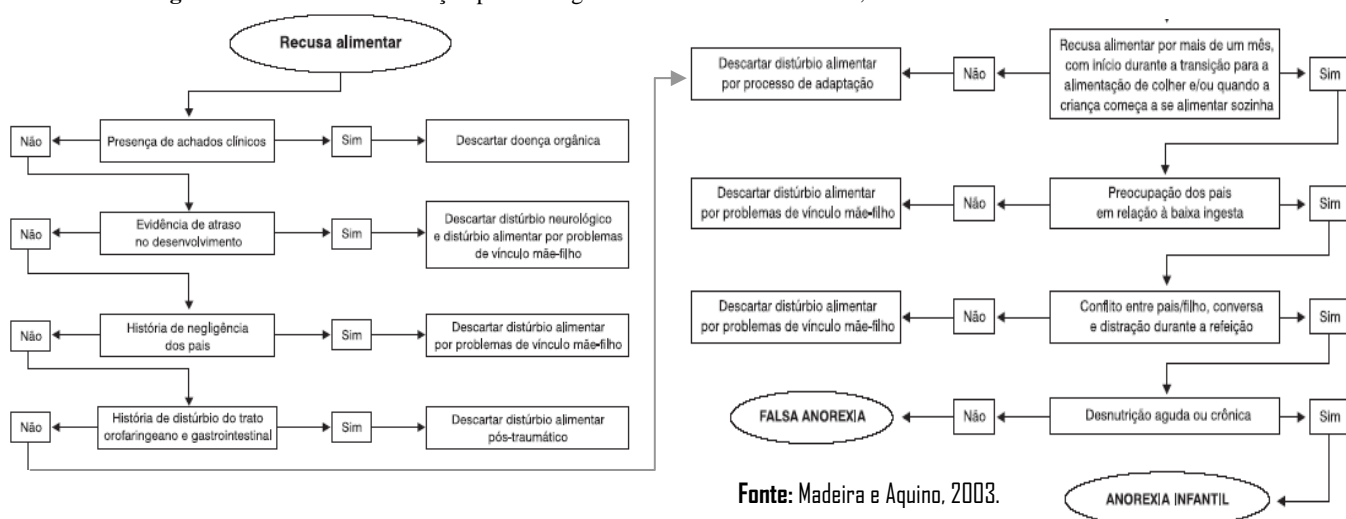 Recusa alimentar
Não
Presença de achados clínicos
Sim
Descartar doença orgânica
Não
Evidência de atraso
no desenvolvimento
Sim
Descartar distúrbio neurológico
e distúrbio alimentar por problemas
de vínculo mãe-filho
Não
História de negligência
dos pais
Sim
Descartar distúrbio alimentar
por problemas de vínculo mãe-filho
Não
História de distúrbio do trato
orofaringeano e gastrointestinal
Sim
Descartar distúrbio alimentar
pós-traumático
Descartar distúrbio alimentar
por processo de adaptação
Não
Recusa alimentar por mais de um mês,
com início durante a transição para a
alimentação de colher e/ou quando a
criança começa a se alimentar sozinha
Sim
Descartar distúrbio alimentar
por problemas de vínculo mãe-filho
Não
Preocupação dos pais
em relação à baixa ingesta
Sim
Descartar distúrbio alimentar
por problemas de vínculo mãe-filho
Não
Conflito entre pais/filho, conversa
e distração durante a refeição
Sim
FALSA ANOREXIA
Não
Desnutrição aguda ou crônica
Sim
Fonte: Madeira e Aquino, 2003.
ANOREXIA INFANTIL